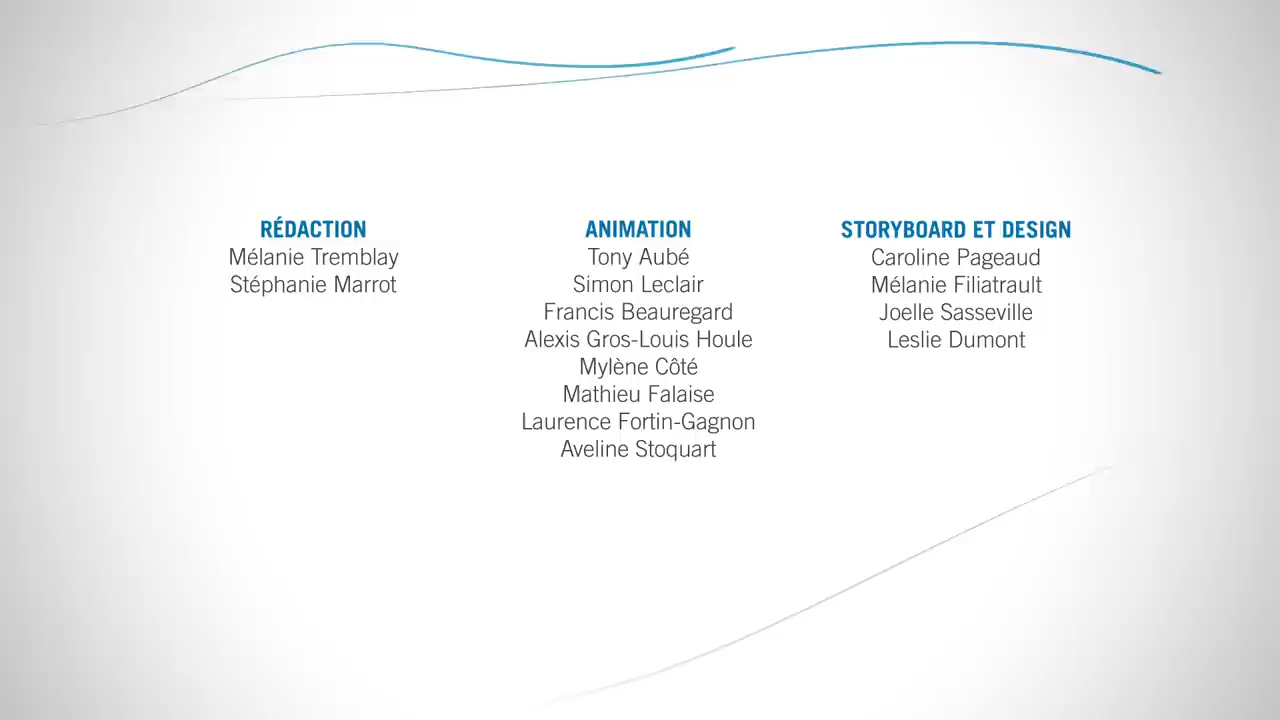 RÉDACTION
Mélanie Tremblay
Stéphanie Marrot
ANIMATION
Tony Aubé
Simon Leclair
Francis Beauregard
Alexis Gros-Louis Houle
Mylène Côté
Mathieu Falaise
Laurence Fortin-Gagnon
Aveline Stoquart
STORYBOARD ET DESIGN
Caroline Pageaud
Mélanie Filiatrault
Joelle Sasseville
Leslie Dumont